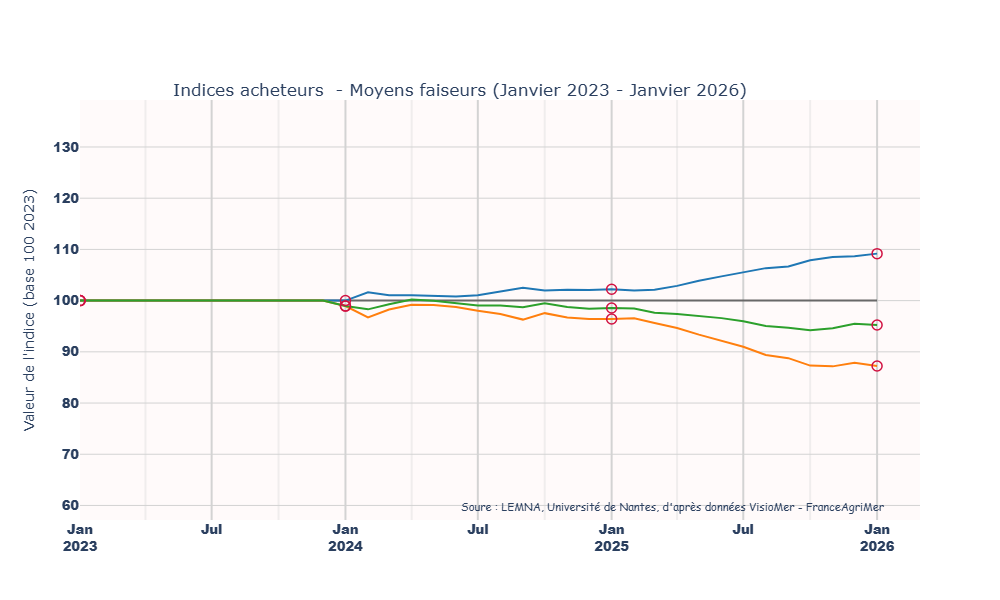 Indices acheteurs  - Moyens faiseurs (Janvier 2023 - Janvier 2026)
Valeur de l'indice (base 100 2023)
130
120
110
100
90
80
70
60
Soure : LEMNA, Université de Nantes, d'après données VisioMer - FranceAgriMer
Jan Jul Jan Jul Jan Jul Jan
2023 2024 2025 2026